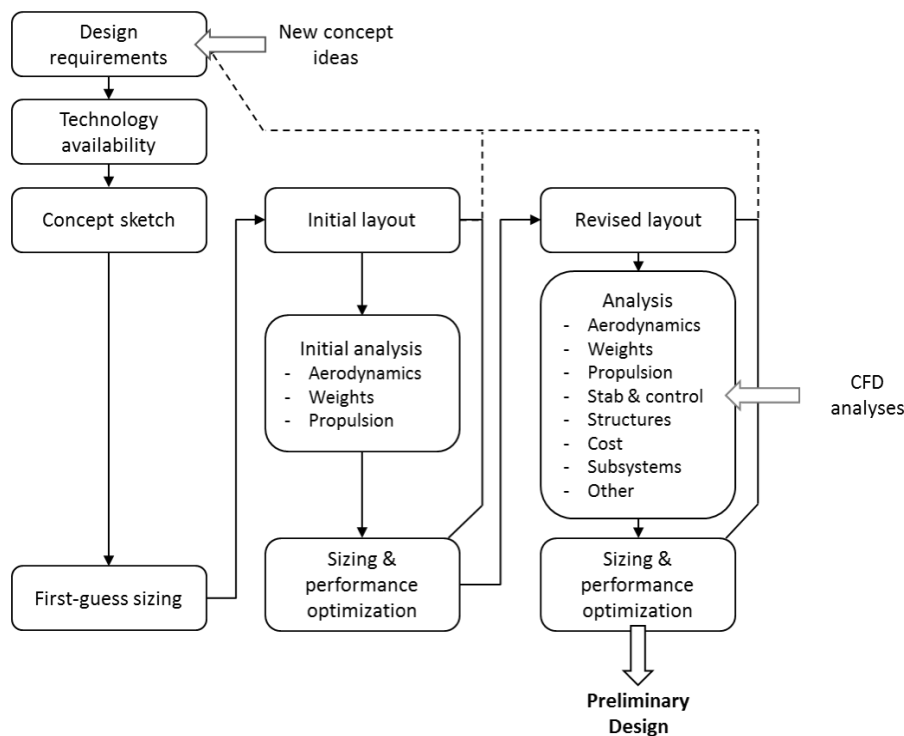 Design
requirements
New concept
ideas
Technology
availability
Concept sketch
First-guess sizing
Initial layout
Initial analysis
- Aerodynamics
- Weights
- Propulsion
Sizing &
performance
optimization
Revised layout
Analysis
- Aerodynamics
- Weights
- Propulsion
- Stab & control
- Structures
- Cost
- Subsystems
- Other
CFD
analyses
Sizing &
performance
optimization
Preliminary
Design